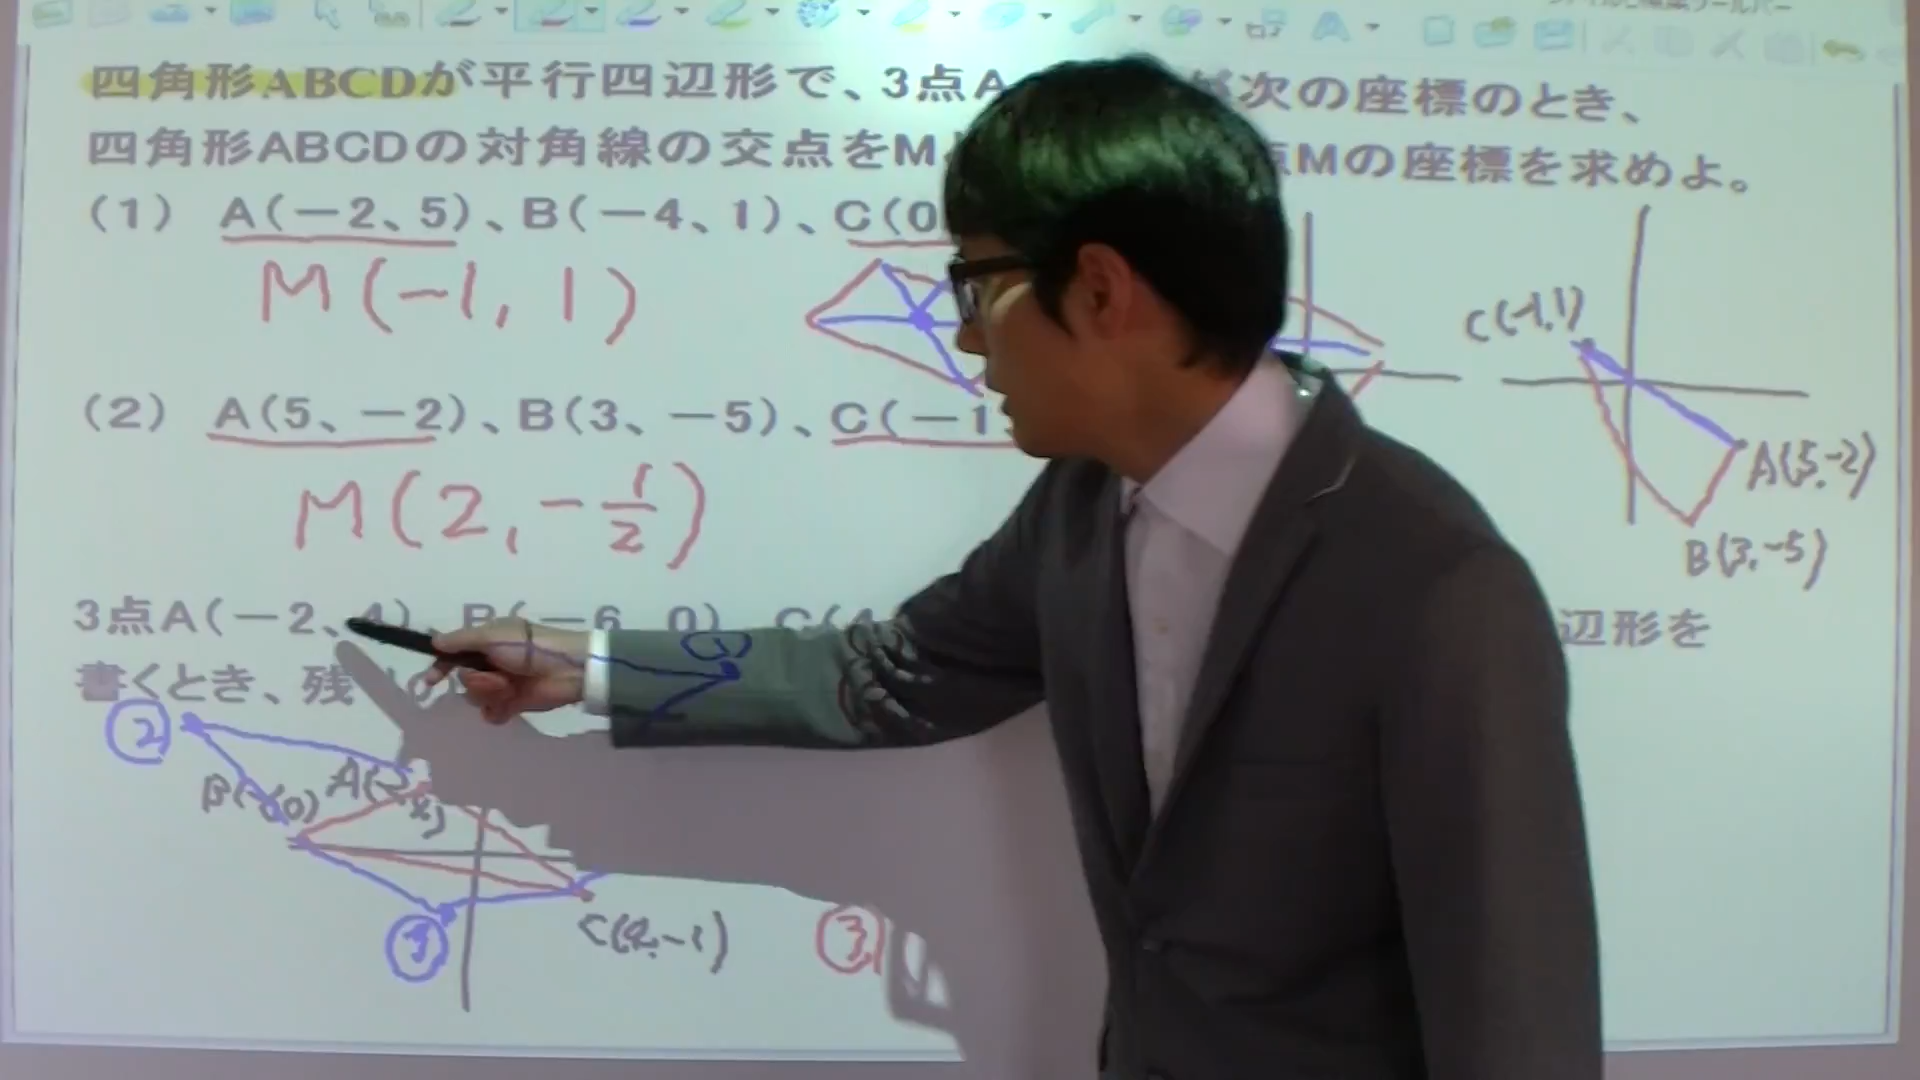 四角形ABCDが平行四辺形で、3点A 次の座標のとき、
四角形ABCDの対角線の交点をM Mの座標を求めよ。
(1) A(−2、5)、B(−4、1)、C(0
M(-1, 1)
C(-1,1)
(2) A(5、−2)、B(3、−5)、C(−1
A(5,-2)
M(2, -1/2)
B(3,-5)
3点A(−2、4)、B(−6 0) C(4 辺形を
書くとき、残
①
②
A(-2,4)
B(-6,0)
C(4,-1)
③
③